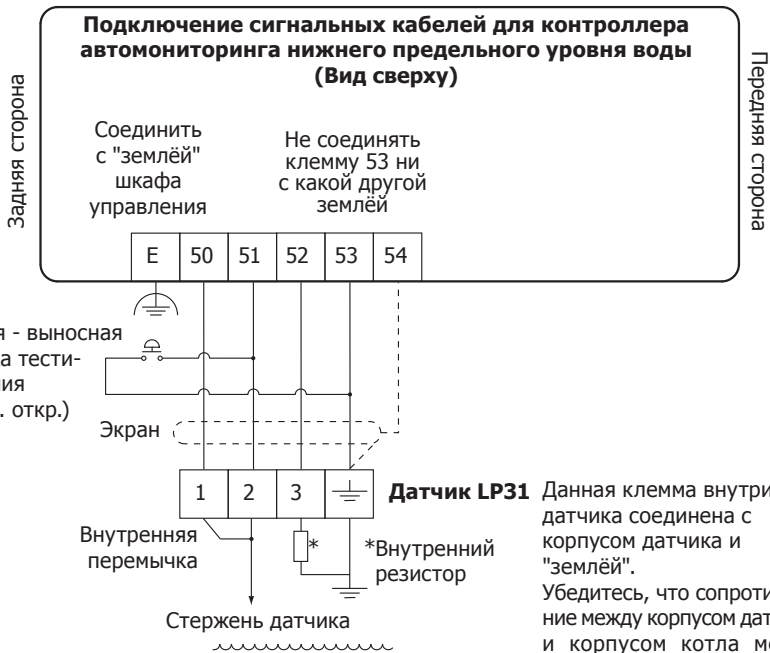 Подключение сигнальных кабелей для контроллера
автомониторинга нижнего предельного уровня воды
(Вид сверху)
Задняя сторона
Передняя сторона
Соединить
с "землёй"
шкафа
управления
Не соединять
клемму 53 ни
с какой другой
землёй
E 50 51 52 53 54
я - выносная
а тести-
ния
. откр.)
Экран
1 2 3
Датчик LP31
Внутренняя
перемычка
*
*Внутренний
резистор
Стержень датчика
Данная клемма внутри
датчика соединена с
корпусом датчика и
"землёй".
Убедитесь, что сопроти
ние между корпусом дат
и корпусом котла м